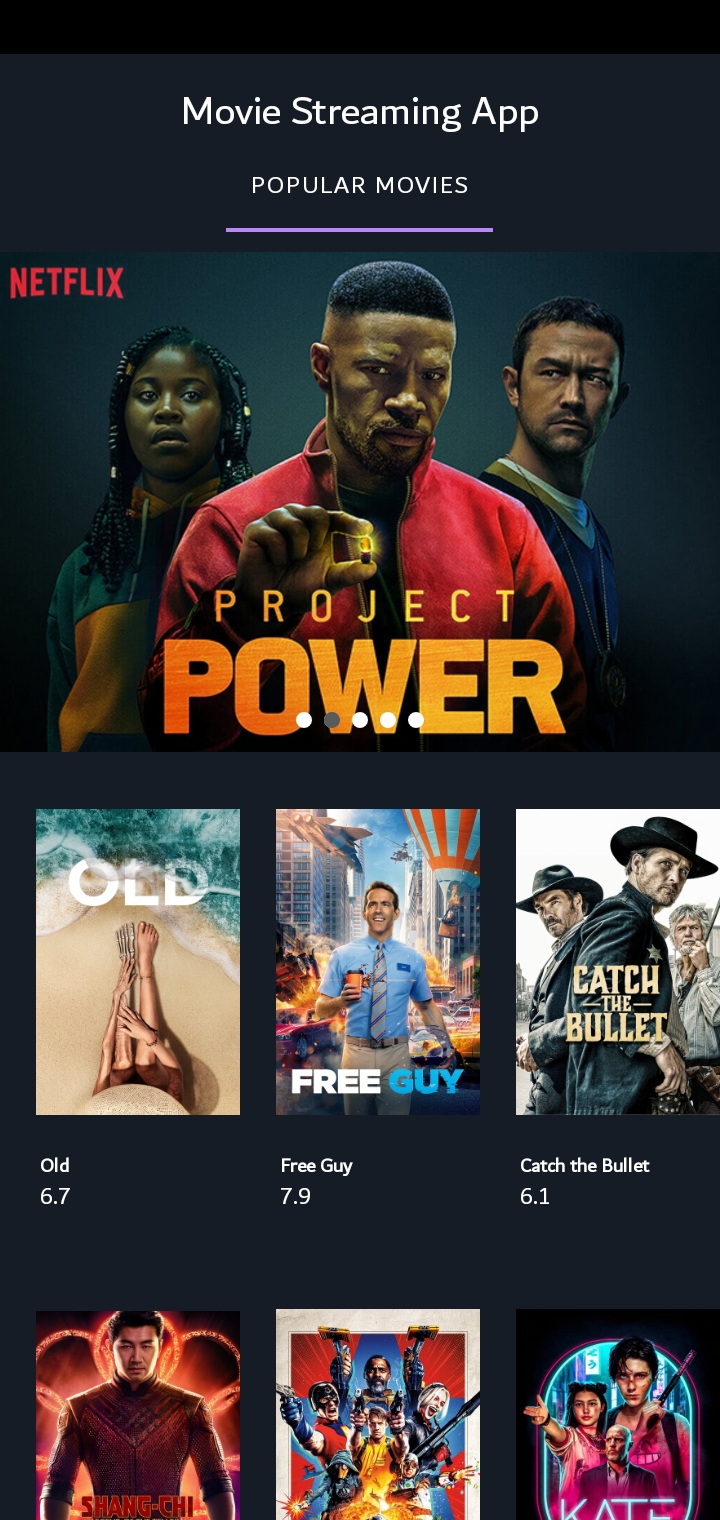 Movie Streaming App
POPULAR MOVIES
NETFLIX
PROJECT
POWER
OLD
FREE GUY
CATCH
THE
BULLET
Old
Free Guy
Catch the Bullet
6.7
7.9
6.1
SHANG-CHI
KATE